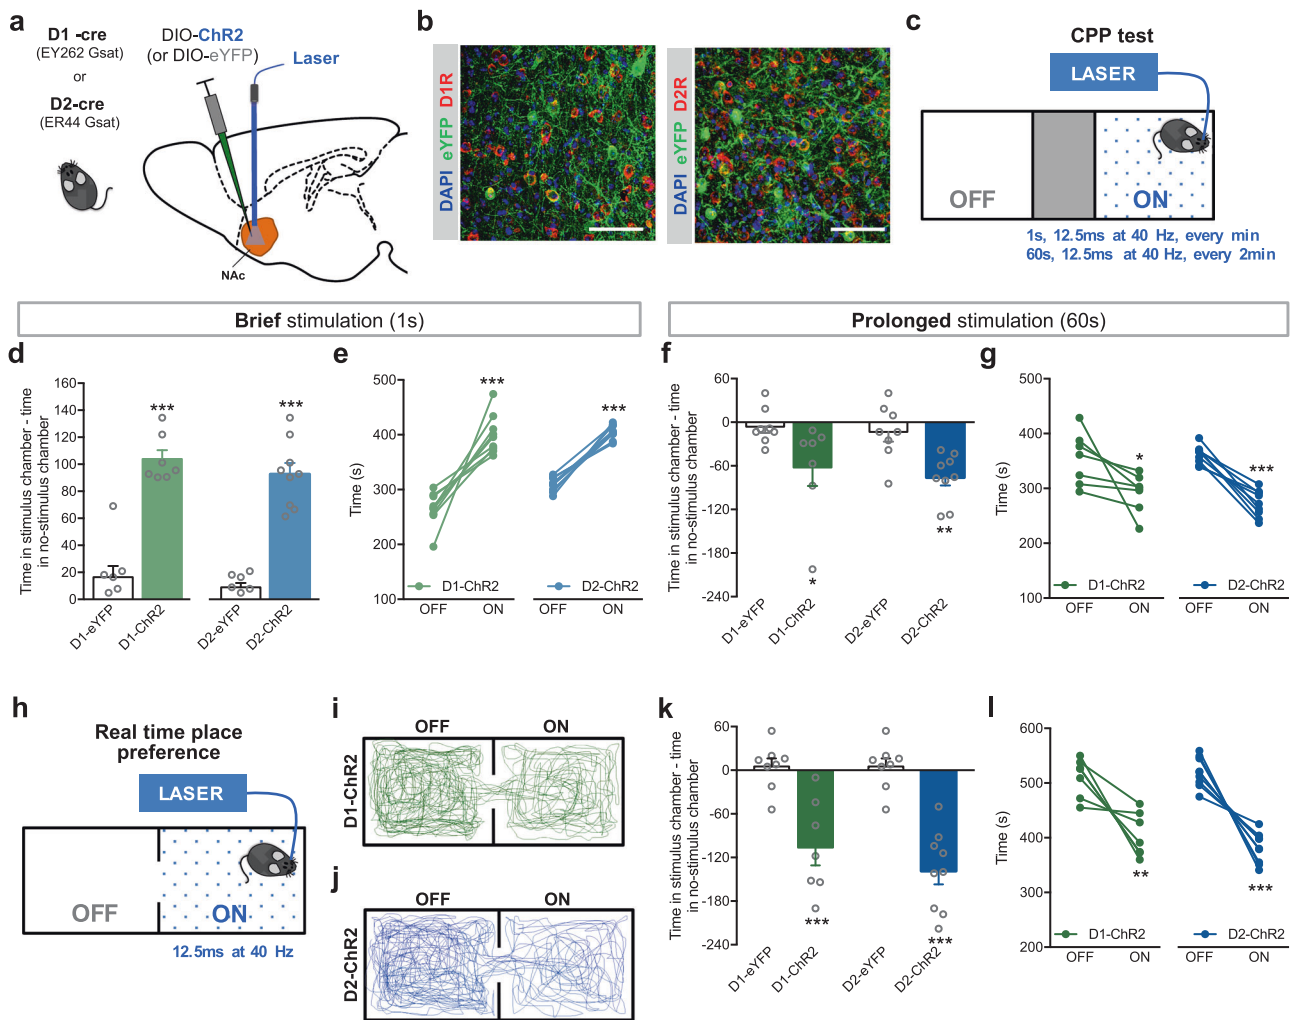 a
D1 -cre
(EY262 Gsat)
or
D2-cre
(ER44 Gsat)
DIO-ChR2
(or DIO-eYFP)
Laser
NAc
b
DAPI eYFP D1R
DAPI eYFP D2R
c
CPP test
LASER
OFF
ON
1s, 12.5ms at 40 Hz, every min
60s, 12.5ms at 40 Hz, every 2min
Brief stimulation (1s)
Prolonged stimulation (60s)
d
Time in stimulus chamber - time
in no-stimulus chamber
160
140
120
100
80
60
40
20
0
***
***
D1-eYFP
D1-ChR2
D2-eYFP
D2-ChR2
e
Time (s)
500
400
300
200
100
***
***
D1-ChR2
D2-ChR2
OFF
ON
OFF
ON
f
Time in stimulus chamber - time
in no-stimulus chamber
60
0
-60
-120
-180
-240
*
**
D1-eYFP
D1-ChR2
D2-eYFP
D2-ChR2
g
Time (s)
500
400
300
200
100
*
***
D1-ChR2
D2-ChR2
OFF
ON
OFF
ON
h
Real time place
preference
LASER
OFF
ON
12.5ms at 40 Hz
i
OFF
ON
D1-ChR2
j
OFF
ON
D2-ChR2
k
Time in stimulus chamber - time
in no-stimulus chamber
60
0
-60
-120
-180
-240
***
***
D1-eYFP
D1-ChR2
D2-eYFP
D2-ChR2
l
Time (s)
600
500
400
300
200
**
***
D1-ChR2
D2-ChR2
OFF
ON
OFF
ON